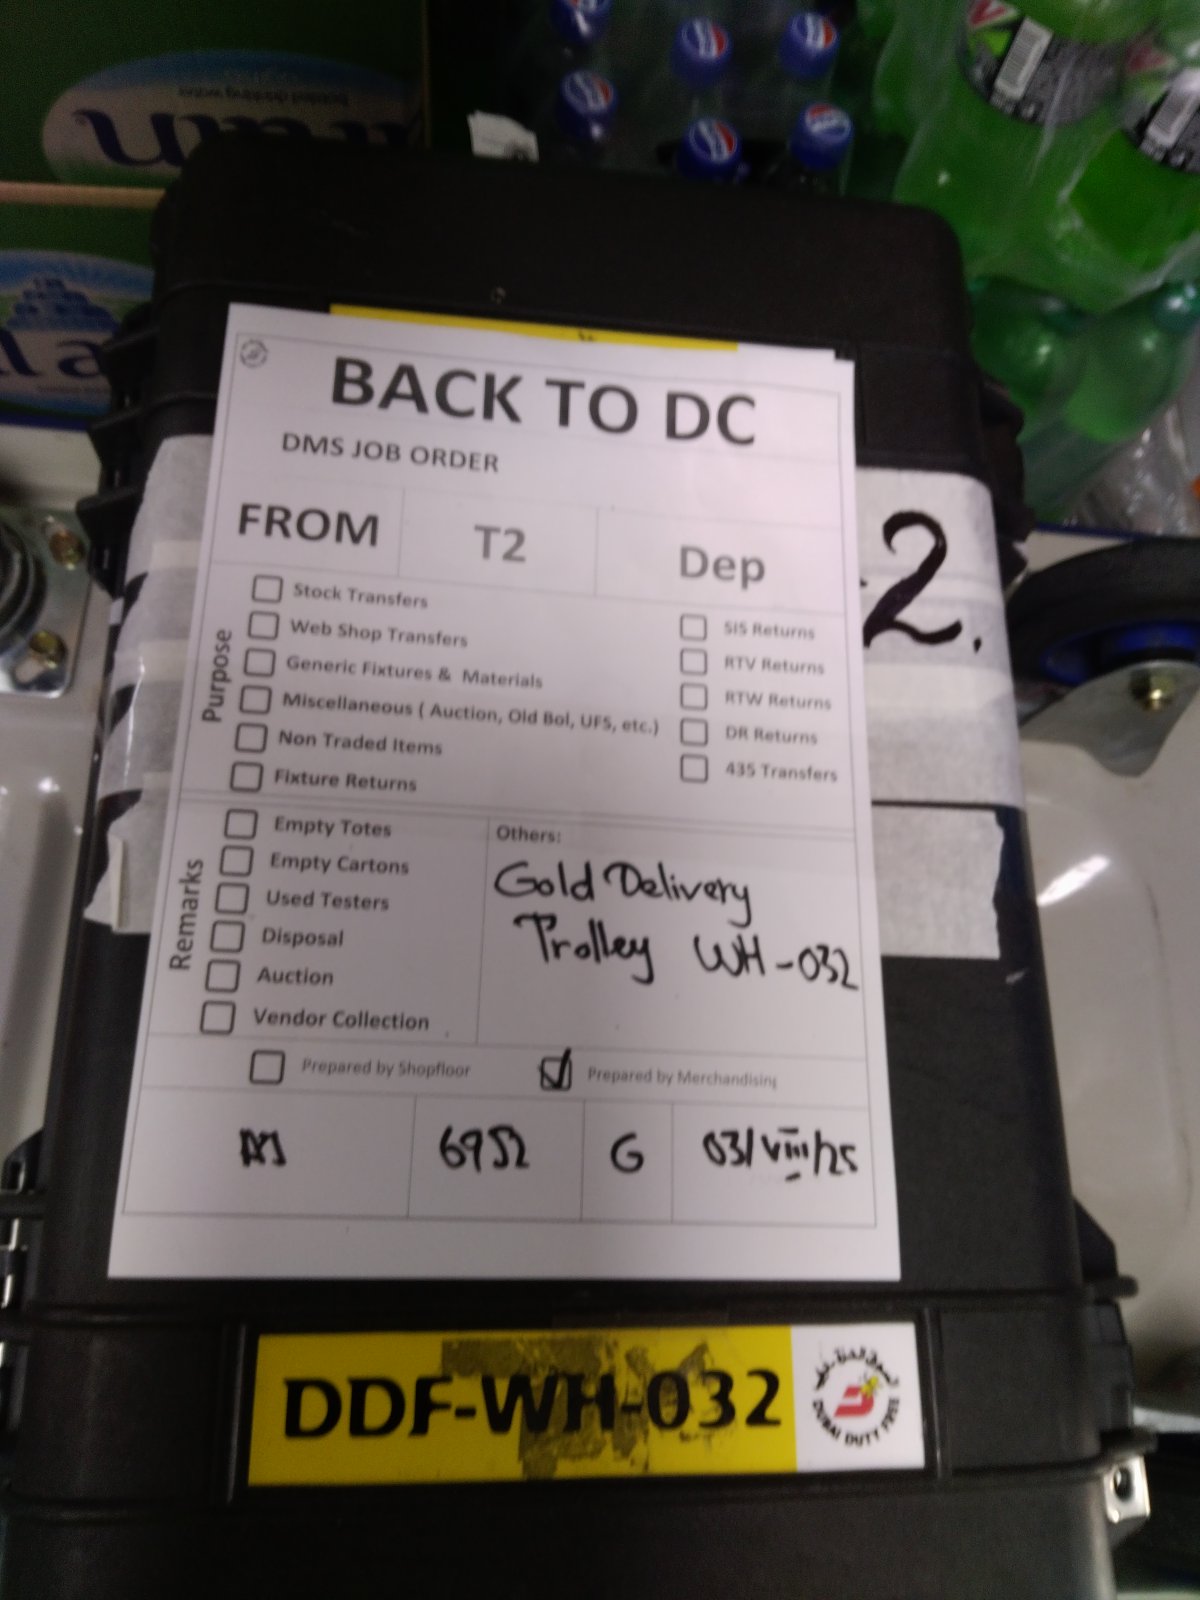 BACK TO DC
DMS JOB ORDER
FROM T2 Dep
2.
Purpose
Stock Transfers
Web Shop Transfers
Generic Fixtures & Materials
Miscellaneous ( Auction, Old Bol, UFS, etc.)
Non Traded Items
Fixture Returns
SIS Returns
RTV Returns
RTW Returns
DR Returns
435 Transfers
Remarks
Empty Totes
Empty Cartons
Used Testers
Disposal
Auction
Vendor Collection
Others:
Gold Delivery
Trolley WH-032
Prepared by Shopfloor
Prepared by Merchandising
6952 G 03/VIII/25
DDF-WH-032
DUBAI DUTY FREE